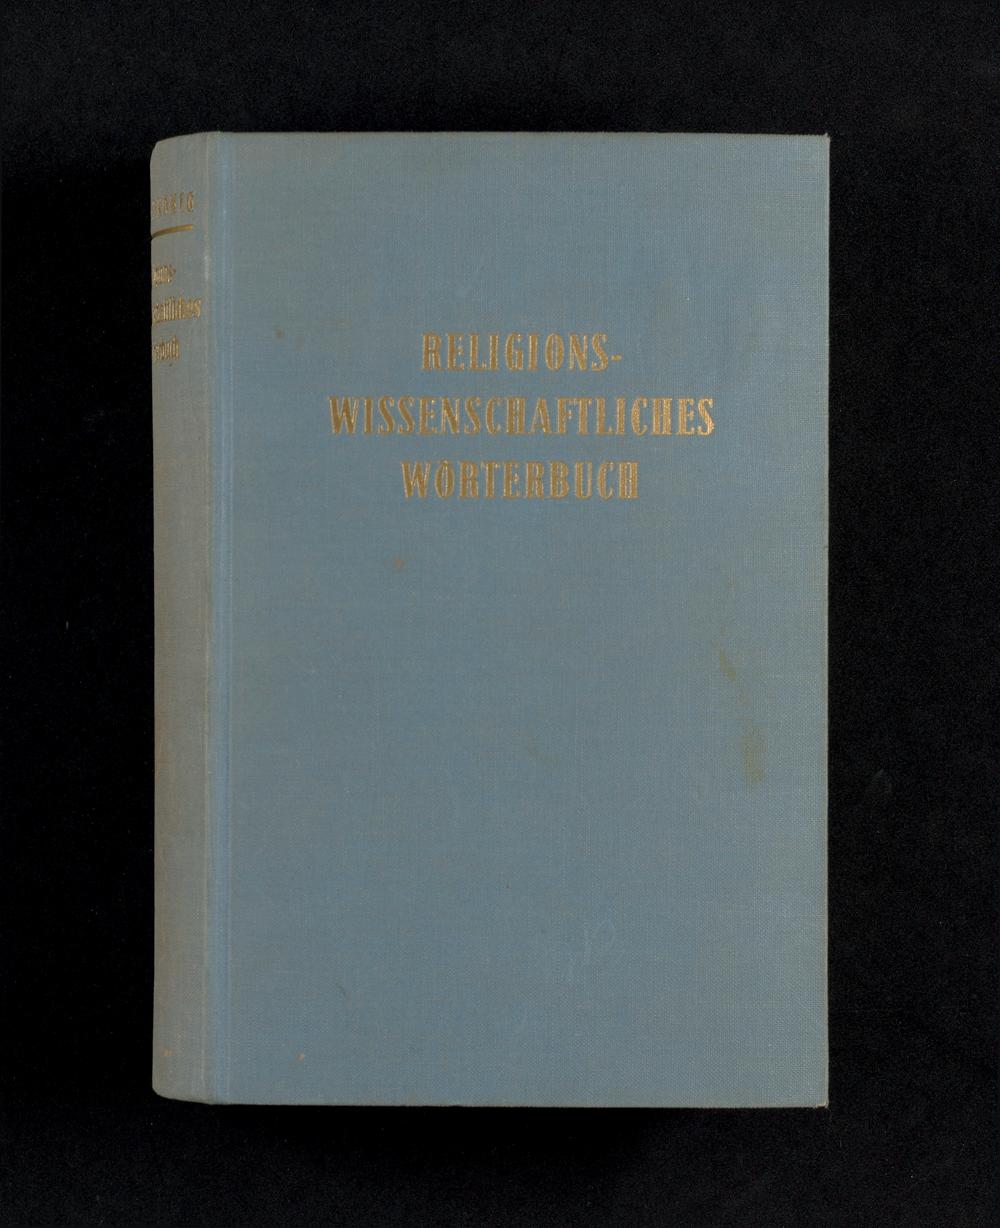 RELIGIONS-
WISSENSCHAFTLICHES
WÖRTERBUCH